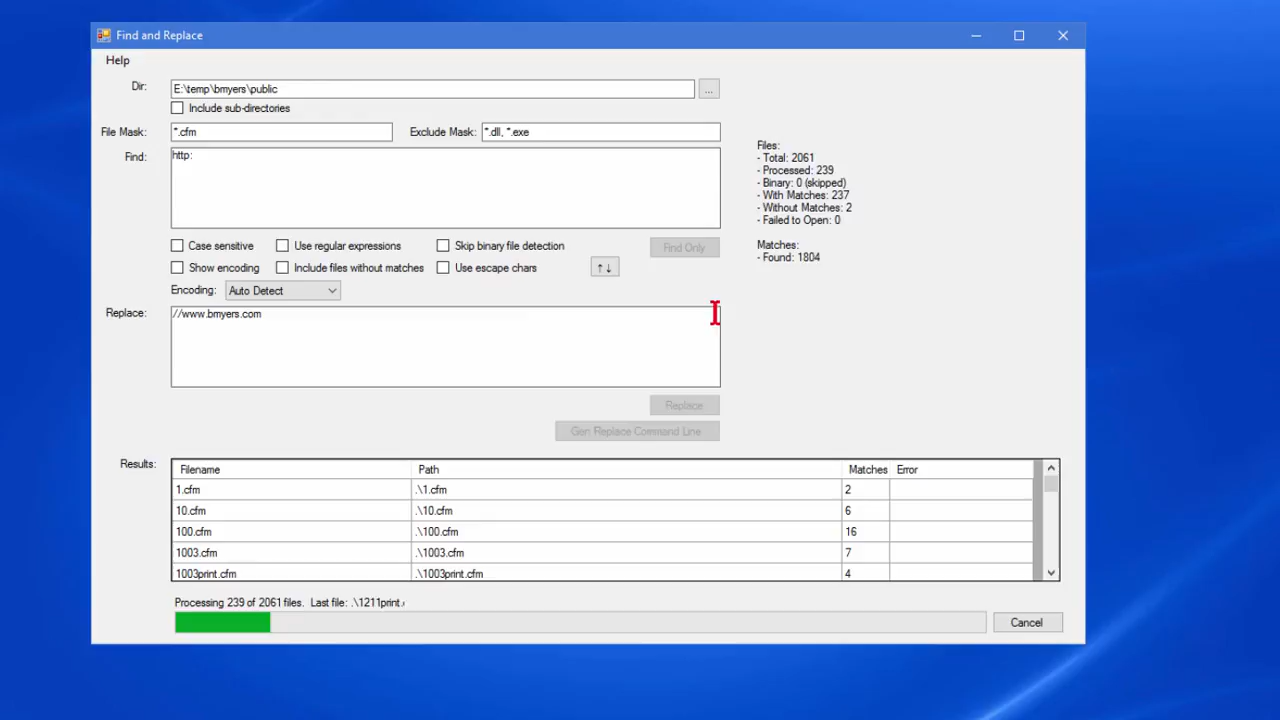 Find and Replace
Help
Dir: E:\temp\bmyers\public ...
Include sub-directories
File Mask: *.cfm Exclude Mask: *.dll, *.exe
Find: http:
Files:
- Total: 2061
- Processed: 239
- Binary: 0 (skipped)
- With Matches: 237
- Without Matches: 2
- Failed to Open: 0
Matches:
- Found: 1804
Case sensitive Use regular expressions Skip binary file detection Find Only
Show encoding Include files without matches Use escape chars ↑↓
Encoding: Auto Detect
Replace: //www.bmyers.com
Replace
Gen Replace Command Line
Results: Filename Path Matches Error
1.cfm .\1.cfm 2
10.cfm .\10.cfm 6
100.cfm .\100.cfm 16
1003.cfm .\1003.cfm 7
1003print.cfm .\1003print.cfm 4
Processing 239 of 2061 files. Last file: .\1211print.
Cancel